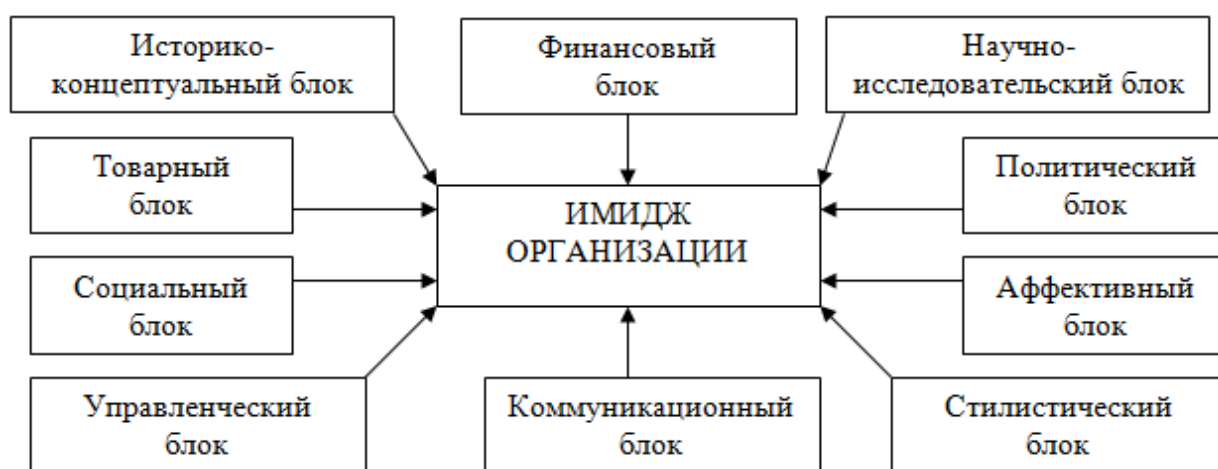 Историко-
концептуальный блок
Финансовый
блок
Научно-
исследовательский блок
Товарный
блок
ИМИДЖ
ОРГАНИЗАЦИИ
Политический
блок
Социальный
блок
Аффективный
блок
Управленческий
блок
Коммуникационный
блок
Стилистический
блок